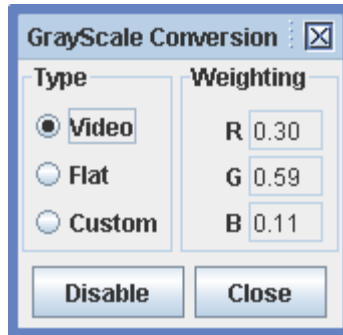 GrayScale Conversion
Type
Weighting
Video
R 0.30
Flat
G 0.59
Custom
B 0.11
Disable
Close